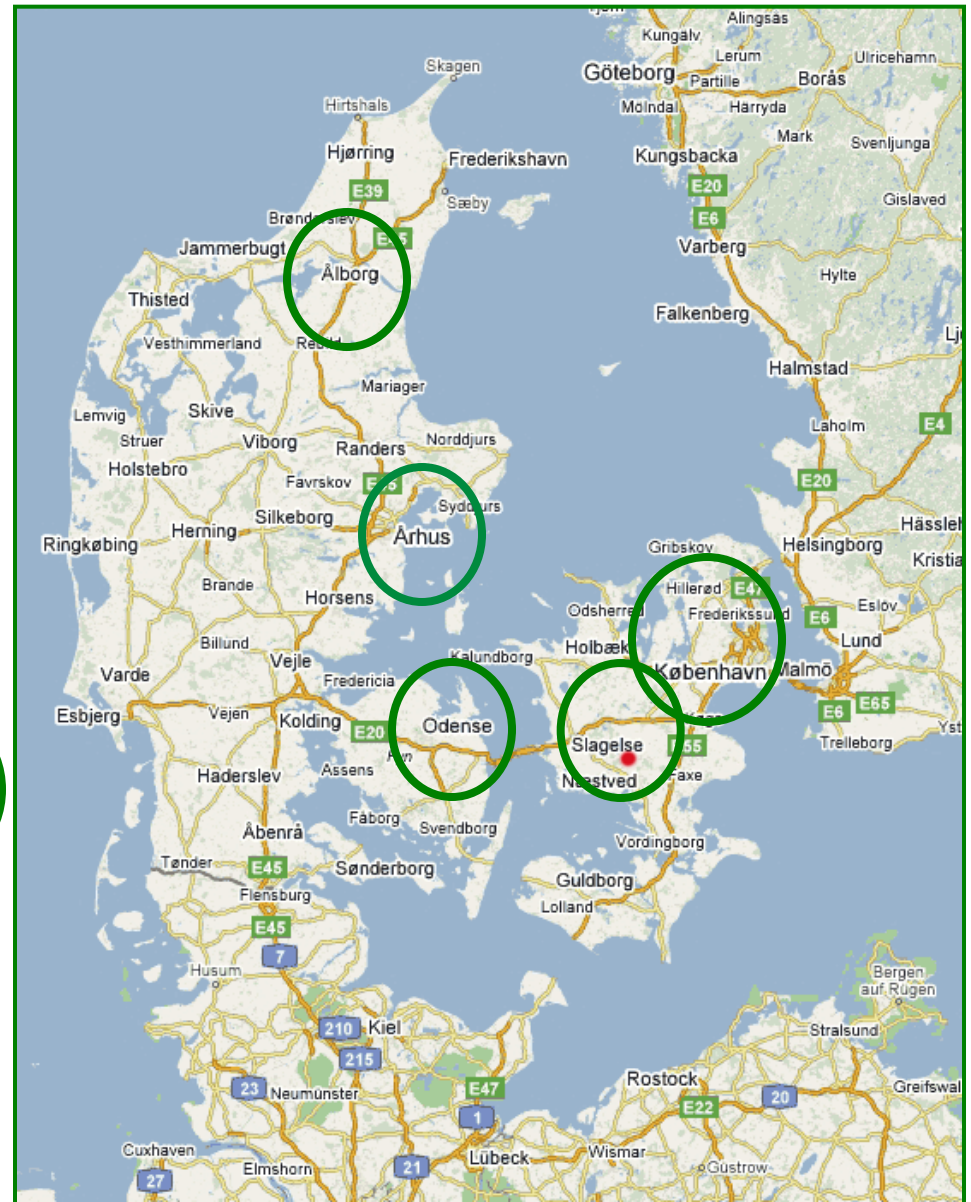 Alingsås
Kungälv
Lerum
Ulricehamn
Göteborg
Partille
Borås
Skagen
Mölndal
Härryda
Hirtshals
Mark
Svenljunga
Hjørring
Frederikshavn
Kungsbacka
E39
E20
Sæby
Gislaved
E6
Brønderslev
Jammerbugt
Varberg
Ålborg
Hylte
Thisted
Falkenberg
Vesthimmerland
Halmstad
Mariager
Lemvig
Skive
Laholm
E4
Struer
Viborg
Randers
Norddjurs
Holstebro
E20
Favrskov
Silkeborg
Syddjurs
Herning
Århus
Ringkøbing
Helsingborg
Gribskov
Brande
Hillerød
E47
Horsens
Odsherred
Frederikssund
E6
Eslöv
Billund
Holbæk
Lund
Vejle
Kalundborg
København
Malmö
Varde
Fredericia
E65
Esbjerg
Vejen
Kolding
E20
Odense
E6
Fyn
Slagelse
E55
Trelleborg
Haderslev
Assens
Næstved
Faxe
Fåborg
Svendborg
Åbenrå
Vordingborg
Tønder
E45
Sønderborg
Guldborg
Flensburg
Lolland
E45
7
Husum
Bergen
auf Rügen
210
Kiel
Stralsund
215
23
Neumünster
E47
Rostock
20
1
E22
Cuxhaven
Lübeck
Wismar
Elmshorn
21
Güstrow
27